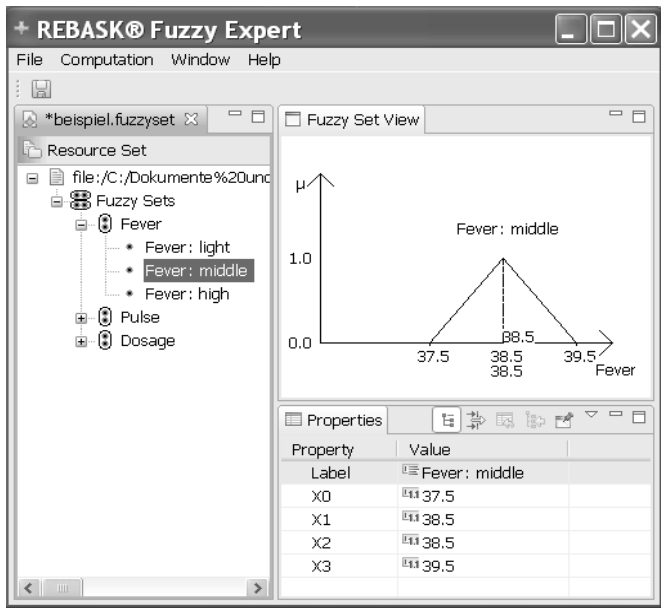 REBASK® Fuzzy Expert
File Computation Window Help
*beispiel.fuzzyset
Resource Set
file:/C:/Dokumente%20und
Fuzzy Sets
Fever
Fever: light
Fever: middle
Fever: high
Pulse
Dosage
Fuzzy Set View
μ
Fever: middle
1.0
0.0
38.5
37.5 38.5 39.5
38.5
Fever
Properties
Property Value
Label Fever: middle
X0 37.5
X1 38.5
X2 38.5
X3 39.5